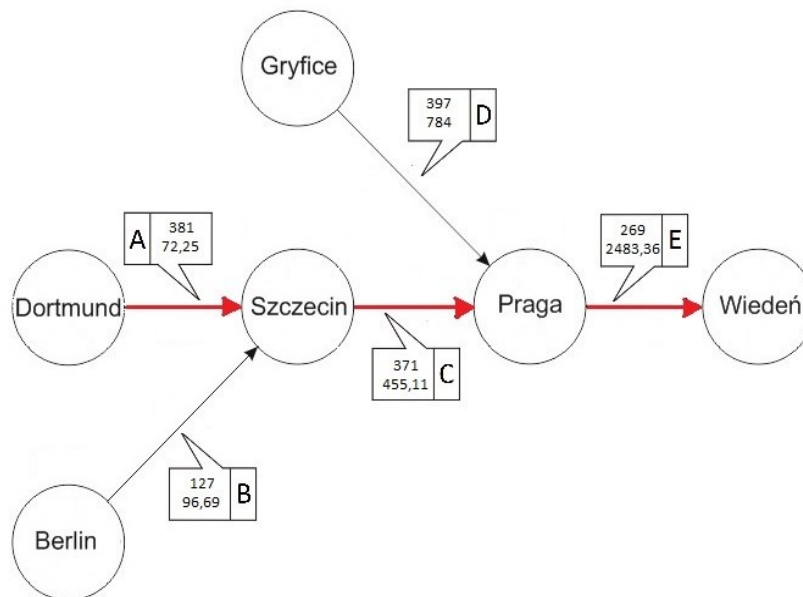 Gryfice
397
784
D
A
381
72,25
269
2483,36
E
Dortmund
Szczecin
Praga
Wiedeń
371
455,11
C
127
96,69
B
Berlin